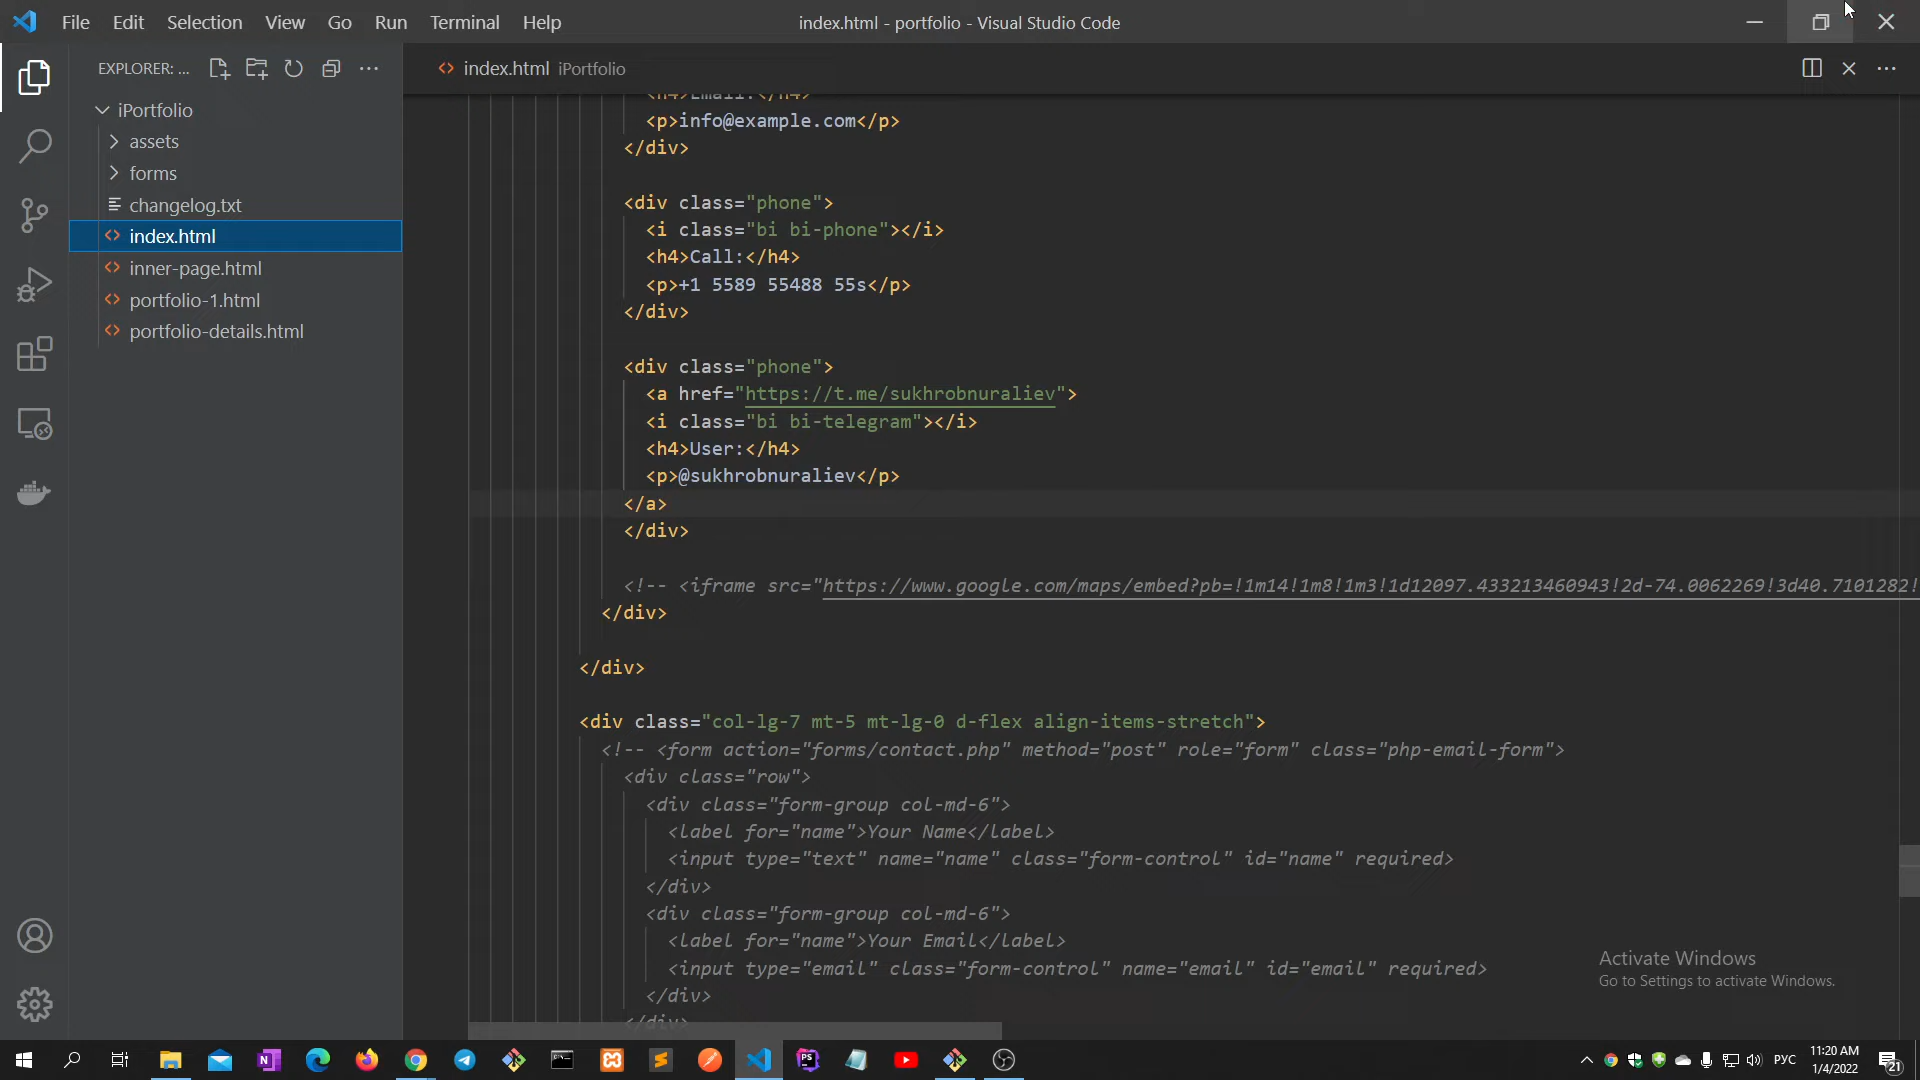 File Edit Selection View Go Run Terminal Help
index.html - portfolio - Visual Studio Code
EXPLORER: ...
iPortfolio
assets
forms
changelog.txt
index.html
inner-page.html
portfolio-1.html
portfolio-details.html
index.html iPortfolio
<h4>Email:</h4>
<p>info@example.com</p>
</div>
<div class="phone">
<i class="bi bi-phone"></i>
<h4>Call:</h4>
<p>+1 5589 55488 55s</p>
</div>
<div class="phone">
<a href="https://t.me/sukhrobnuraliev">
<i class="bi bi-telegram"></i>
<h4>User:</h4>
<p>@sukhrobnuraliev</p>
</a>
</div>
<!-- <iframe src="https://www.google.com/maps/embed?pb=!1m14!1m8!1m3!1d12097.433213460943!2d-74.0062269!3d40.7101282!
</div>
</div>
<div class="col-lg-7 mt-5 mt-lg-0 d-flex align-items-stretch">
<!-- <form action="forms/contact.php" method="post" role="form" class="php-email-form">
<div class="row">
<div class="form-group col-md-6">
<label for="name">Your Name</label>
<input type="text" name="name" class="form-control" id="name" required>
</div>
<div class="form-group col-md-6">
<label for="name">Your Email</label>
<input type="email" class="form-control" name="email" id="email" required>
</div>
</div>
Activate Windows
Go to Settings to activate Windows.
РУС
11:20 AM
1/4/2022
21